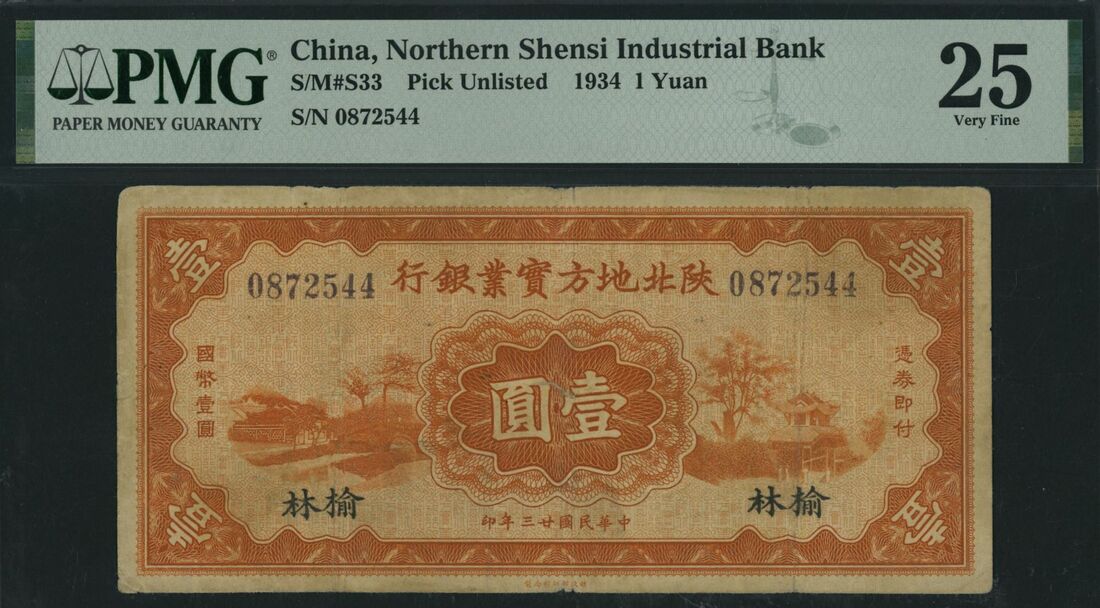 PMG®
PAPER MONEY GUARANTY
China, Northern Shensi Industrial Bank
S/M#S33 Pick Unlisted 1934 1 Yuan
S/N 0872544
25
Very Fine
壹
壹
陝北地方實業銀行
0872544
0872544
憑券即付
壹圓
國幣壹圓
榆林
榆林
中華民國廿三年印
壹
壹